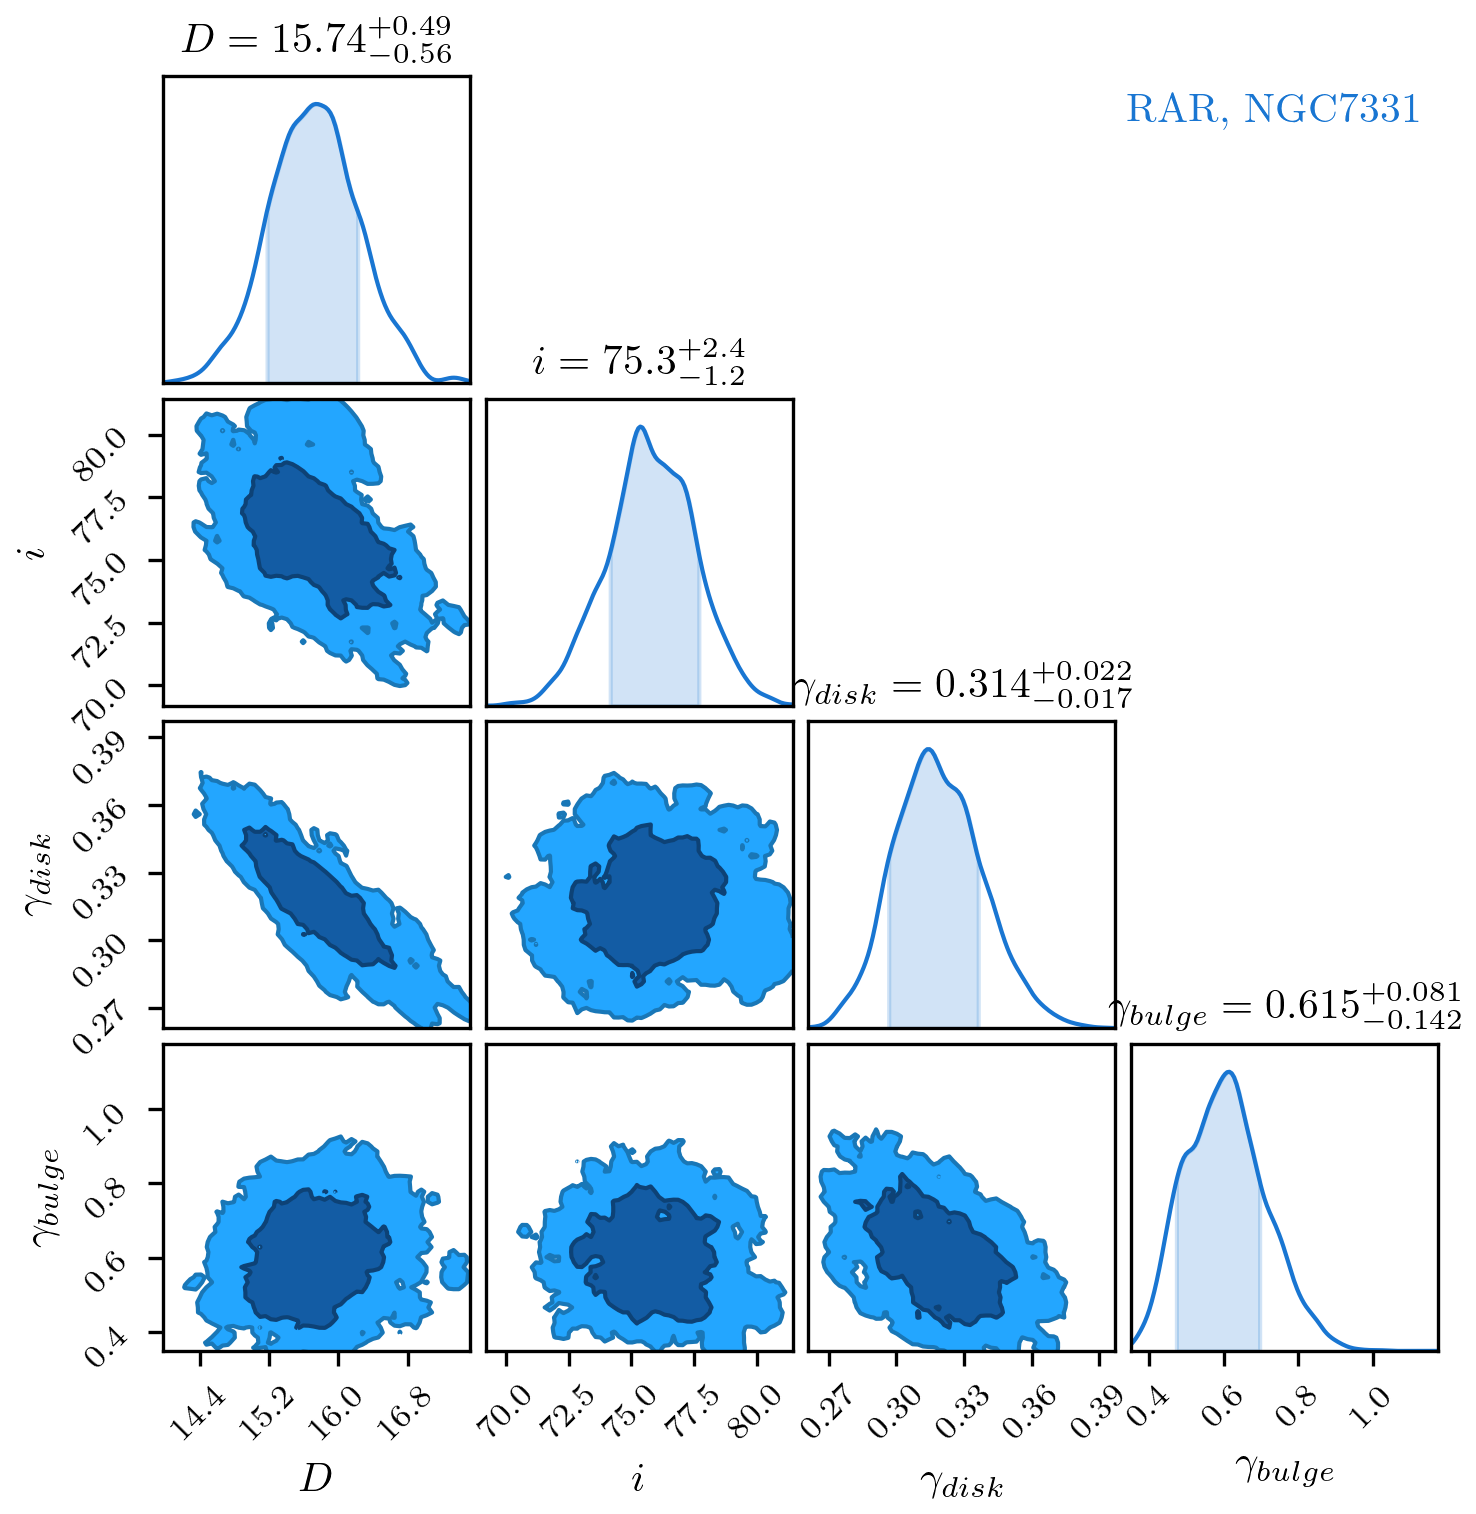 D = 15.74^{+0.49}_{-0.56}
RAR, NGC7331
i = 75.3^{+2.4}_{-1.2}
80.0
77.5
75.0
72.5
70.0
i
γ_{disk} = 0.314^{+0.022}_{-0.017}
0.39
0.36
0.33
0.30
0.27
γ_{disk}
γ_{bulge} = 0.615^{+0.081}_{-0.142}
1.0
0.8
0.6
0.4
γ_{bulge}
14.4 15.2 16.0 16.8 70.0 72.5 75.0 77.5 80.0 0.27 0.30 0.33 0.36 0.39 0.4 0.6 0.8 1.0
D i γ_{disk} γ_{bulge}